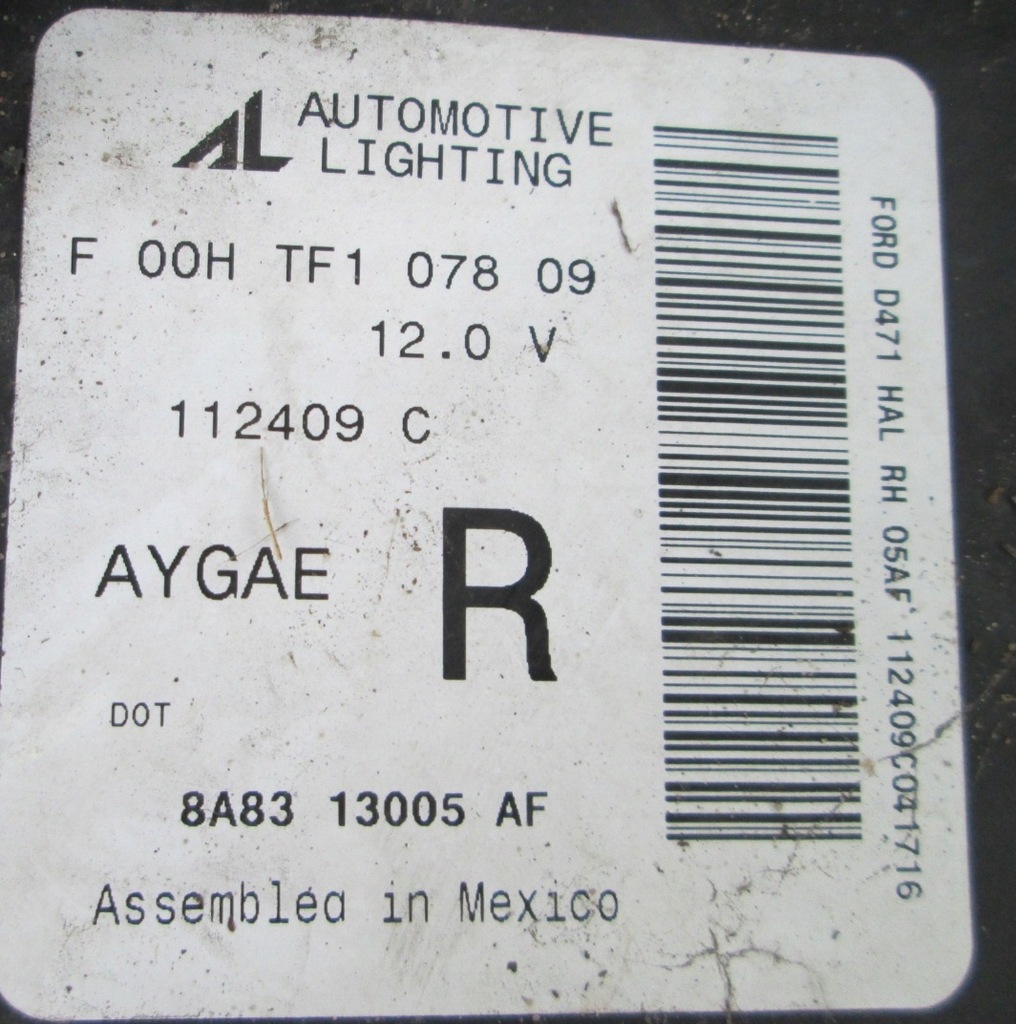 AL AUTOMOTIVE
LIGHTING
F 00H TF1 078 09
12.0 V
112409 C
AYGAE R
DOT
8A83 13005 AF
Assembled in Mexico
FORD D471 HAL RH 05AF 112409C041716